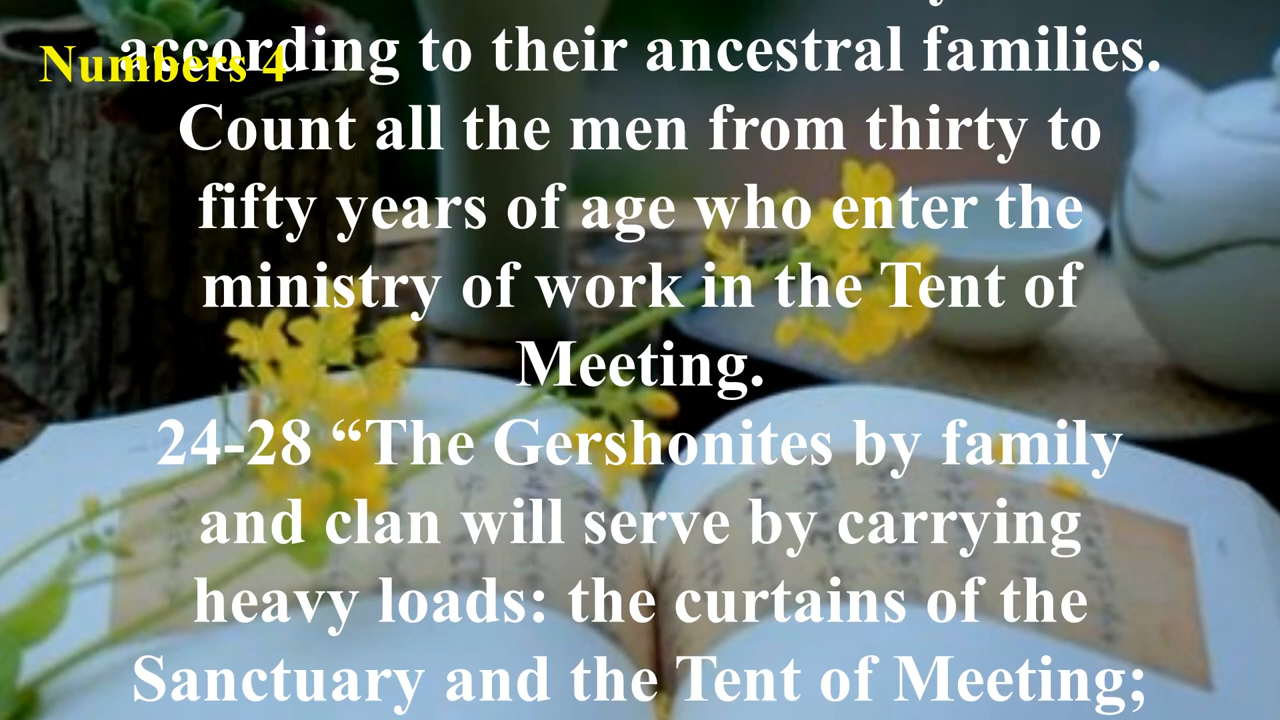 Numbers 4
according to their ancestral families.
Count all the men from thirty to
fifty years of age who enter the
ministry of work in the Tent of
Meeting.
24-28 “The Gershonites by family
and clan will serve by carrying
heavy loads: the curtains of the
Sanctuary and the Tent of Meeting;